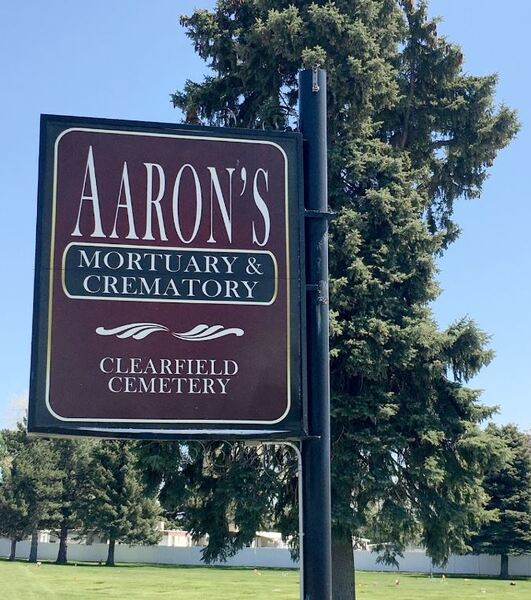 AARON'S
MORTUARY &
CREMATORY
CLEARFIELD
CEMETERY